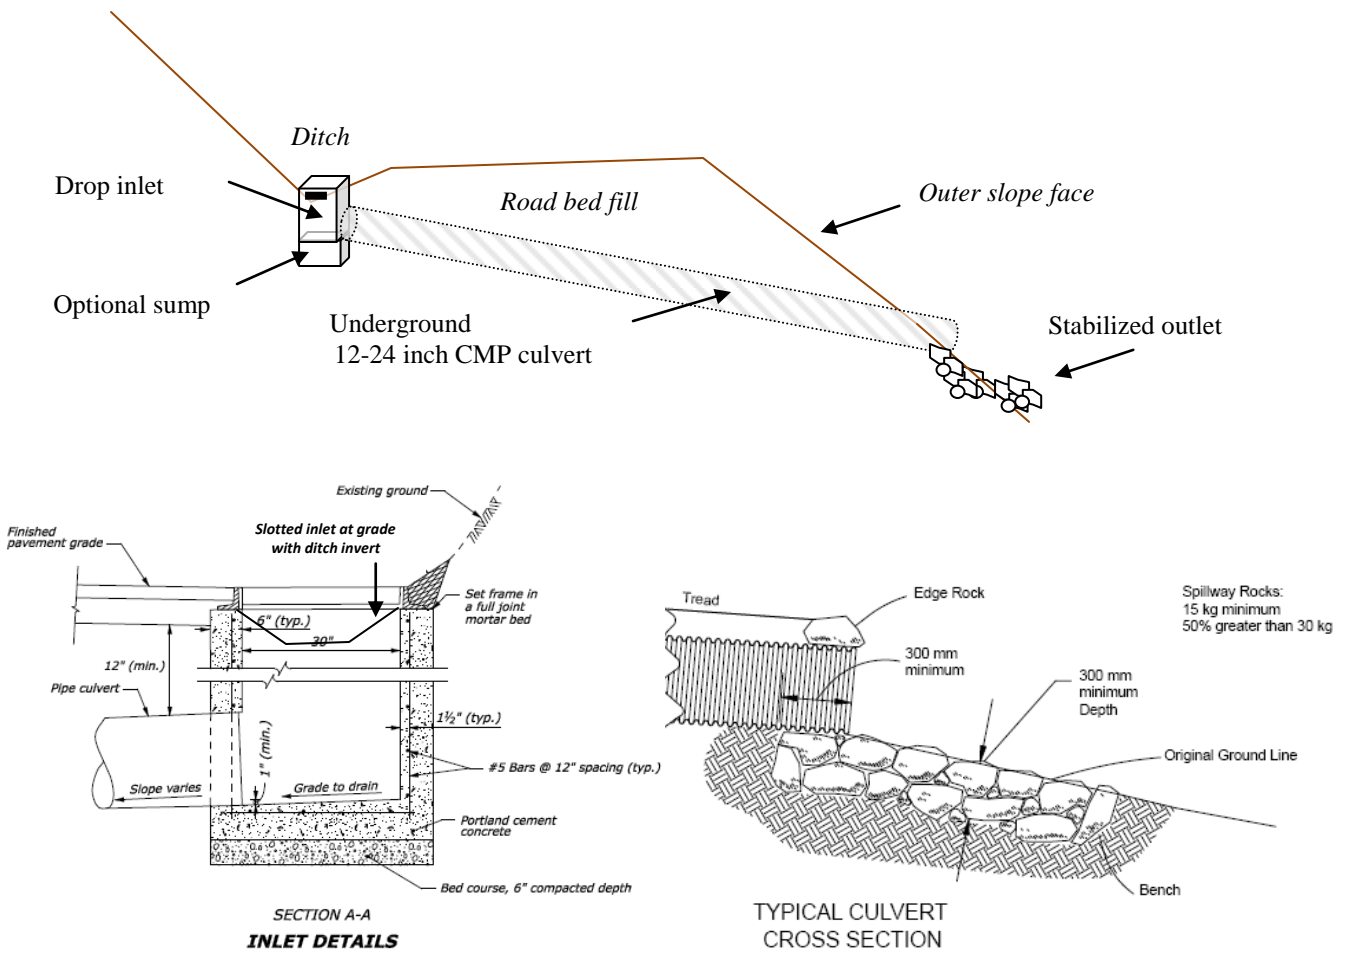 Ditch
Drop inlet
Road bed fill
Outer slope face
Optional sump
Underground
12-24 inch CMP culvert
Stabilized outlet
Existing ground
Slotted inlet at grade
with ditch invert
Finished
pavement grade
Set frame in
a full joint
mortar bed
6" (typ.)
30"
12" (min.)
Pipe culvert
1½" (typ.)
1" (min.)
#5 Bars @ 12" spacing (typ.)
Slope varies
Grade to drain
Portland cement
concrete
Bed course, 6" compacted depth
SECTION A-A
INLET DETAILS
Tread
Edge Rock
Spillway Rocks:
15 kg minimum
50% greater than 30 kg
300 mm
minimum
300 mm
minimum
Depth
Original Ground Line
Bench
TYPICAL CULVERT
CROSS SECTION